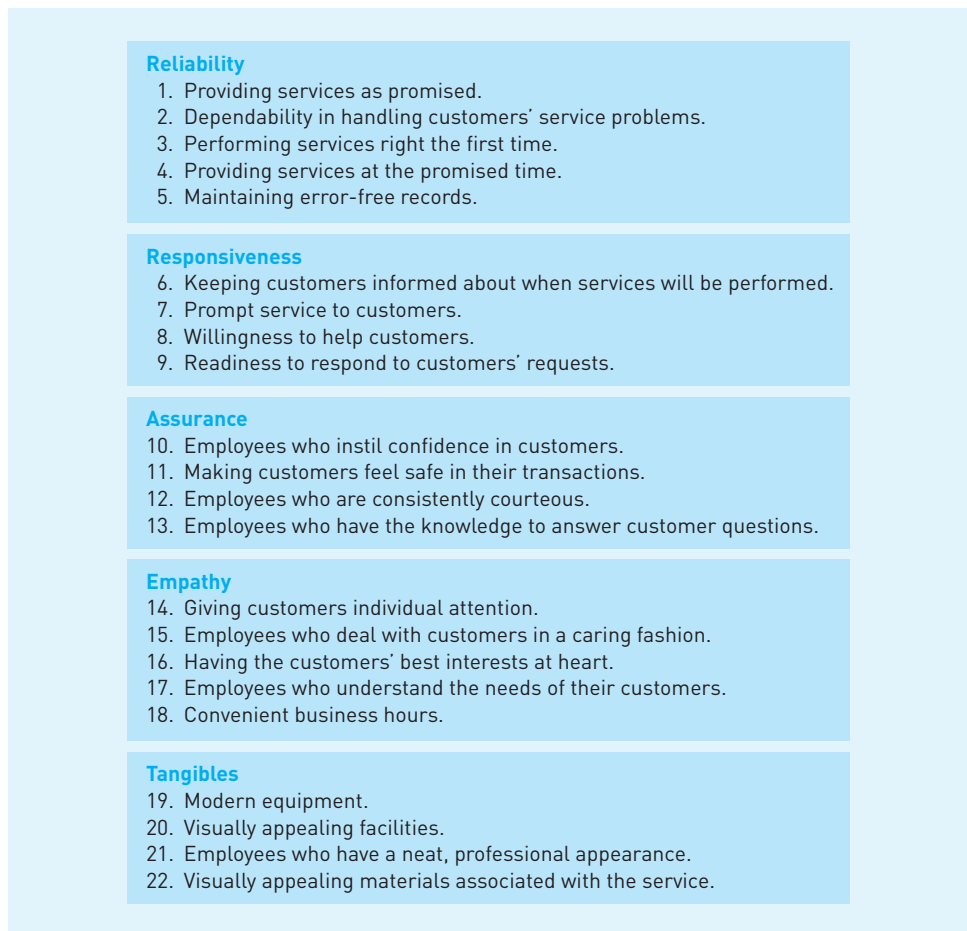 Reliability
1. Providing services as promised.
2. Dependability in handling customers’ service problems.
3. Performing services right the first time.
4. Providing services at the promised time.
5. Maintaining error-free records.
Responsiveness
6. Keeping customers informed about when services will be performed.
7. Prompt service to customers.
8. Willingness to help customers.
9. Readiness to respond to customers’ requests.
Assurance
10. Employees who instil confidence in customers.
11. Making customers feel safe in their transactions.
12. Employees who are consistently courteous.
13. Employees who have the knowledge to answer customer questions.
Empathy
14. Giving customers individual attention.
15. Employees who deal with customers in a caring fashion.
16. Having the customers’ best interests at heart.
17. Employees who understand the needs of their customers.
18. Convenient business hours.
Tangibles
19. Modern equipment.
20. Visually appealing facilities.
21. Employees who have a neat, professional appearance.
22. Visually appealing materials associated with the service.